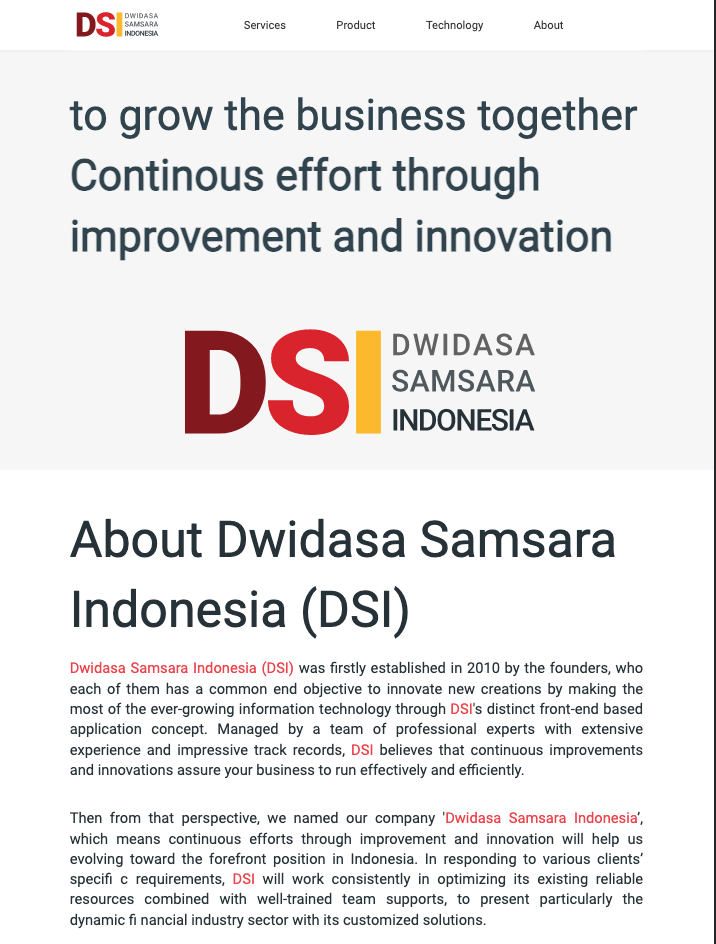 DSI DWIDASA
SAMSARA
INDONESIA
Services Product Technology About
to grow the business together
Continous effort through
improvement and innovation
DSI DWIDASA
SAMSARA
INDONESIA
About Dwidasa Samsara
Indonesia (DSI)
Dwidasa Samsara Indonesia (DSI) was firstly established in 2010 by the founders, who
each of them has a common end objective to innovate new creations by making the
most of the ever-growing information technology through DSI's distinct front-end based
application concept. Managed by a team of professional experts with extensive
experience and impressive track records, DSI believes that continuous improvements
and innovations assure your business to run effectively and efficiently.
Then from that perspective, we named our company 'Dwidasa Samsara Indonesia’,
which means continuous efforts through improvement and innovation will help us
evolving toward the forefront position in Indonesia. In responding to various clients’
specifi c requirements, DSI will work consistently in optimizing its existing reliable
resources combined with well-trained team supports, to present particularly the
dynamic fi nancial industry sector with its customized solutions.